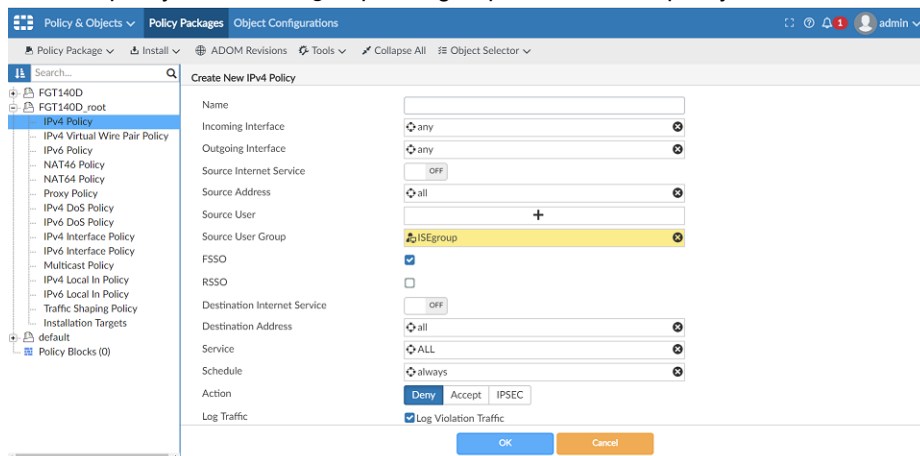 Policy & Objects Policy Packages Object Configurations 1 admin
Policy Package Install ADOM Revisions Tools Collapse All Object Selector
Search...
Create New IPv4 Policy
FGT140D
FGT140D_root
IPv4 Policy
IPv4 Virtual Wire Pair Policy
IPv6 Policy
NAT46 Policy
NAT64 Policy
Proxy Policy
IPv4 DoS Policy
IPv6 DoS Policy
IPv4 Interface Policy
IPv6 Interface Policy
Multicast Policy
IPv4 Local In Policy
IPv6 Local In Policy
Traffic Shaping Policy
Installation Targets
default
Policy Blocks (0)
Name
Incoming Interface any
Outgoing Interface any
Source Internet Service OFF
Source Address all
Source User
Source User Group ISEgroup
FSSO
RSSO
Destination Internet Service OFF
Destination Address all
Service ALL
Schedule always
Action Deny Accept IPSEC
Log Traffic Log Violation Traffic
OK Cancel